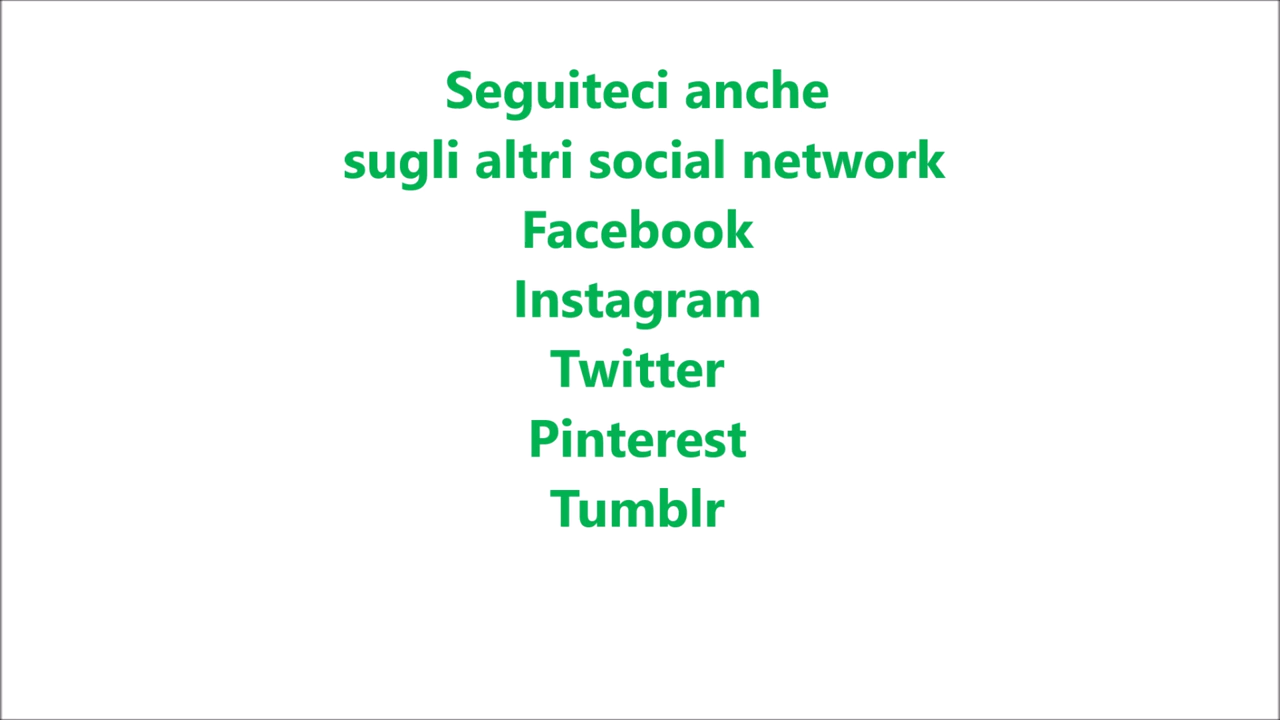 Seguiteci anche
sugli altri social network
Facebook
Instagram
Twitter
Pinterest
Tumblr